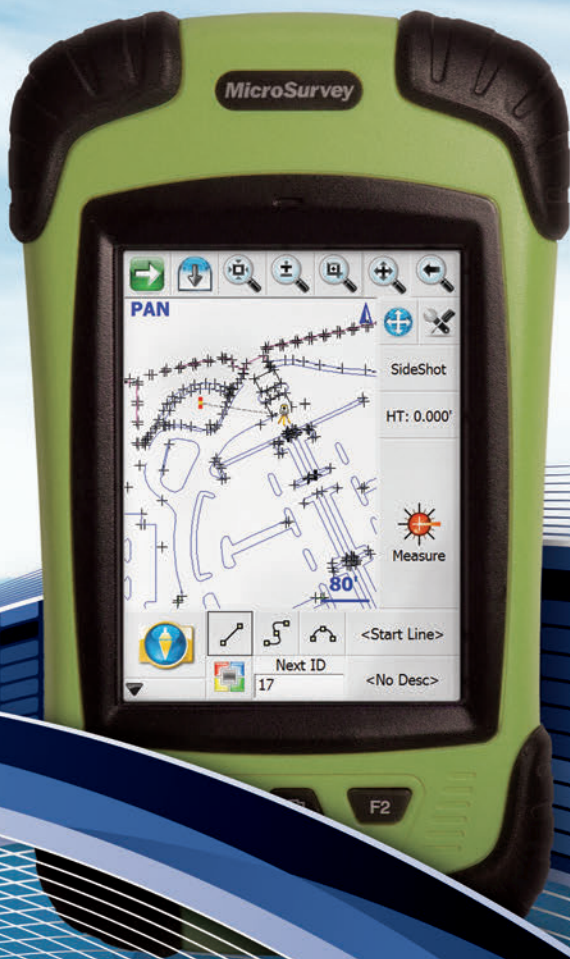 MicroSurvey
PAN
SideShot
HT: 0.000'
Measure
80'
<Start Line>
Next ID
17
<No Desc>
F2